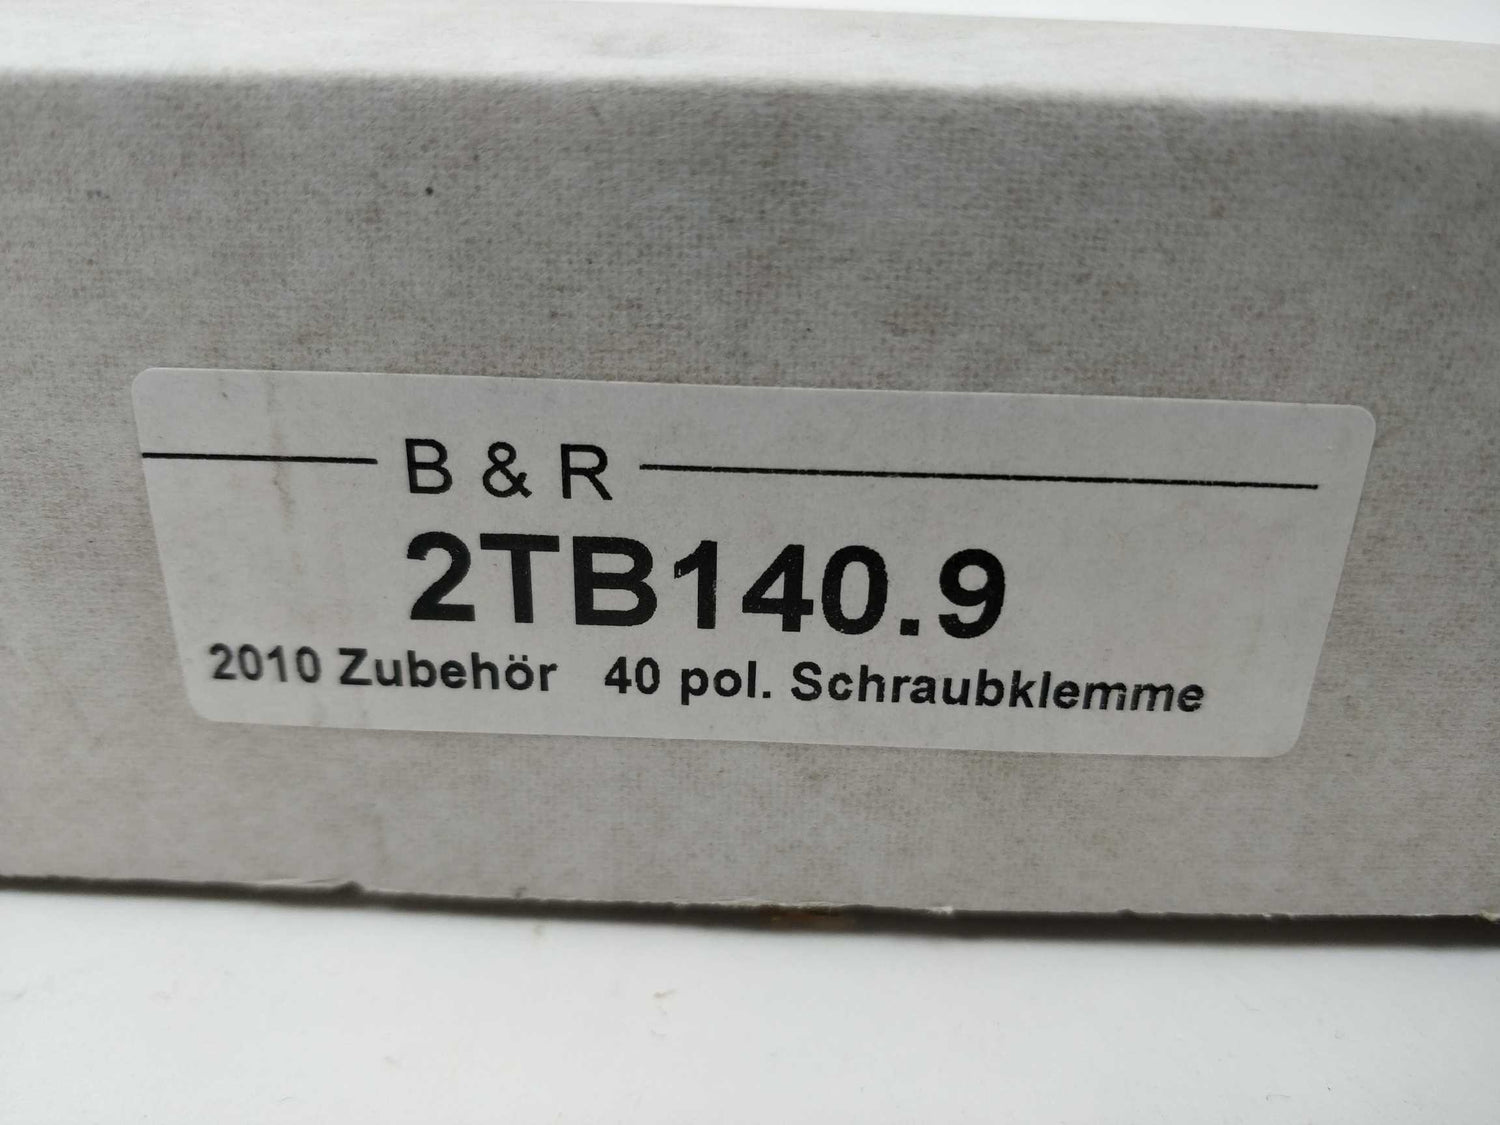 B & R
2TB140.9
2010 Zubehör 40 pol. Schraubklemme